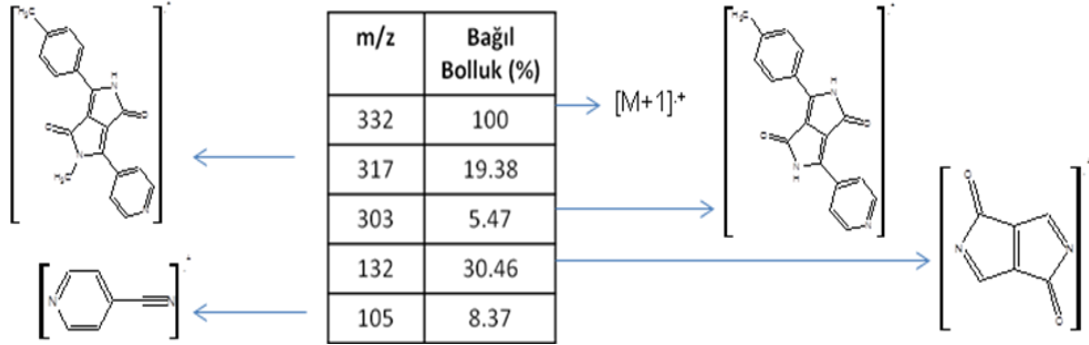 m/z Bağıl Bolluk (%)
332 100
317 19.38
303 5.47
132 30.46
105 8.37
[M+1].+
H₃C
H
N
O
O
N
H₃C
N
H₃C
H
N
O
O
N
H
N
O
N
N
O
N
N